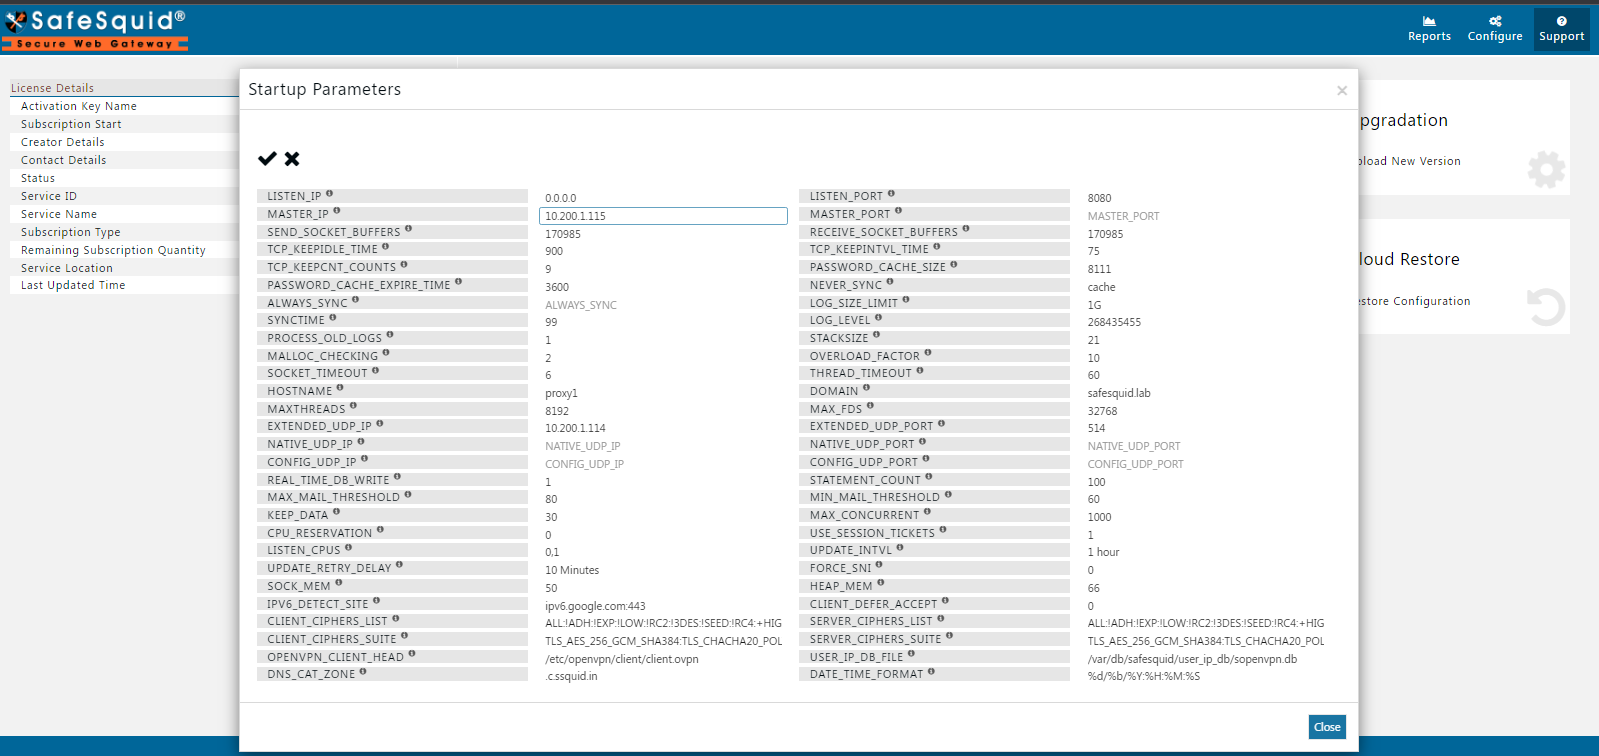 SafeSquid®
Secure Web Gateway
Reports
Configure
Support
License Details
Activation Key Name
Subscription Start
Creator Details
Contact Details
Status
Service ID
Service Name
Subscription Type
Remaining Subscription Quantity
Service Location
Last Updated Time
Startup Parameters
×
LISTEN_IP 0.0.0.0 LISTEN_PORT 8080
MASTER_IP 10.200.1.115 MASTER_PORT MASTER_PORT
SEND_SOCKET_BUFFERS 170985 RECEIVE_SOCKET_BUFFERS 170985
TCP_KEEPIDLE_TIME 900 TCP_KEEPINTVL_TIME 75
TCP_KEEPCNT_COUNTS 9 PASSWORD_CACHE_SIZE 8111
PASSWORD_CACHE_EXPIRE_TIME 3600 NEVER_SYNC cache
ALWAYS_SYNC ALWAYS_SYNC LOG_SIZE_LIMIT 1G
SYNCTIME 99 LOG_LEVEL 268435455
PROCESS_OLD_LOGS 1 STACKSIZE 21
MALLOC_CHECKING 2 OVERLOAD_FACTOR 10
SOCKET_TIMEOUT 6 THREAD_TIMEOUT 60
HOSTNAME proxy1 DOMAIN safesquid.lab
MAXTHREADS 8192 MAX_FDS 32768
EXTENDED_UDP_IP 10.200.1.114 EXTENDED_UDP_PORT 514
NATIVE_UDP_IP NATIVE_UDP_IP NATIVE_UDP_PORT NATIVE_UDP_PORT
CONFIG_UDP_IP CONFIG_UDP_IP CONFIG_UDP_PORT CONFIG_UDP_PORT
REAL_TIME_DB_WRITE 1 STATEMENT_COUNT 100
MAX_MAIL_THRESHOLD 80 MIN_MAIL_THRESHOLD 60
KEEP_DATA 30 MAX_CONCURRENT 1000
CPU_RESERVATION 0 USE_SESSION_TICKETS 1
LISTEN_CPUS 0,1 UPDATE_INTVL 1 hour
UPDATE_RETRY_DELAY 10 Minutes FORCE_SNI 0
SOCK_MEM 50 HEAP_MEM 66
IPV6_DETECT_SITE ipv6.google.com:443 CLIENT_DEFER_ACCEPT 0
CLIENT_CIPHERS_LIST ALL:!ADH:!EXP:!LOW:!RC2:!3DES:!SEED:!RC4:+HIG SERVER_CIPHERS_LIST ALL:!ADH:!EXP:!LOW:!RC2:!3DES:!SEED:!RC4:+HIG
CLIENT_CIPHERS_SUITE TLS_AES_256_GCM_SHA384:TLS_CHACHA20_POL SERVER_CIPHERS_SUITE TLS_AES_256_GCM_SHA384:TLS_CHACHA20_POL
OPENVPN_CLIENT_HEAD /etc/openvpn/client/client.ovpn USER_IP_DB_FILE /var/db/safesquid/user_ip_db/sopenvpn.db
DNS_CAT_ZONE .c.ssquid.in DATE_TIME_FORMAT %d/%b/%Y:%H:%M:%S
Close
pgradation
pload New Version
loud Restore
estore Configuration